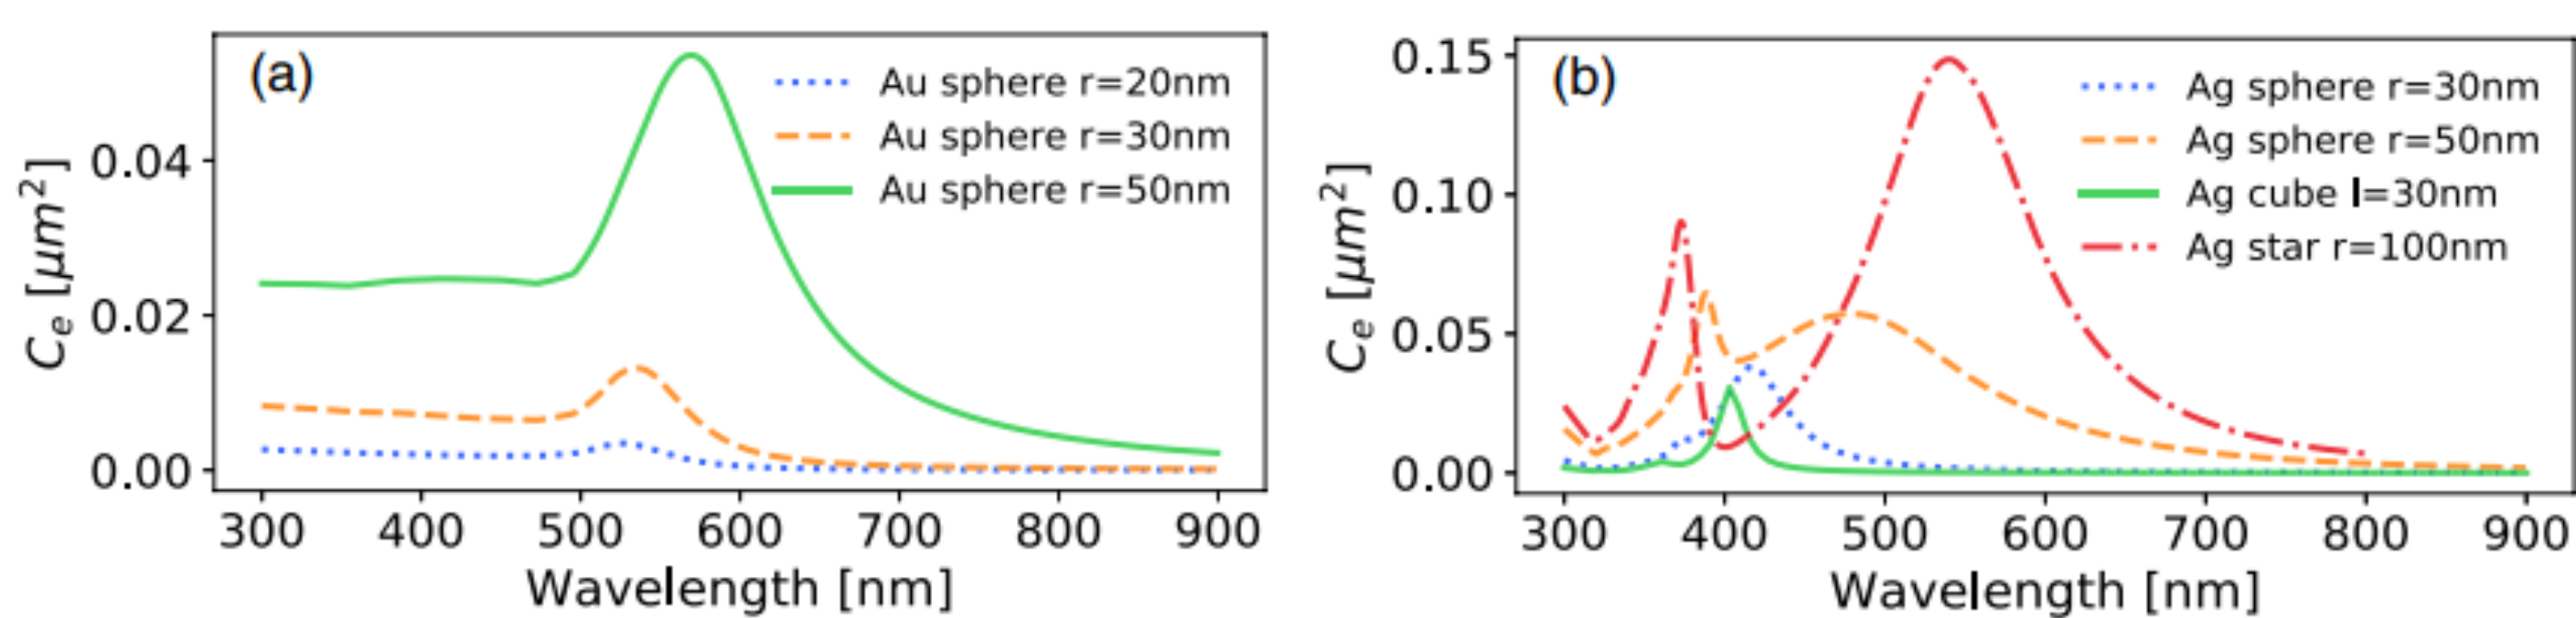 (a)
Au sphere r=20nm
Au sphere r=30nm
Au sphere r=50nm
C_e [μm²]
0.04
0.02
0.00
300 400 500 600 700 800 900
Wavelength [nm]
(b)
Ag sphere r=30nm
Ag sphere r=50nm
Ag cube l=30nm
Ag star r=100nm
C_e [μm²]
0.15
0.10
0.05
0.00
300 400 500 600 700 800 900
Wavelength [nm]